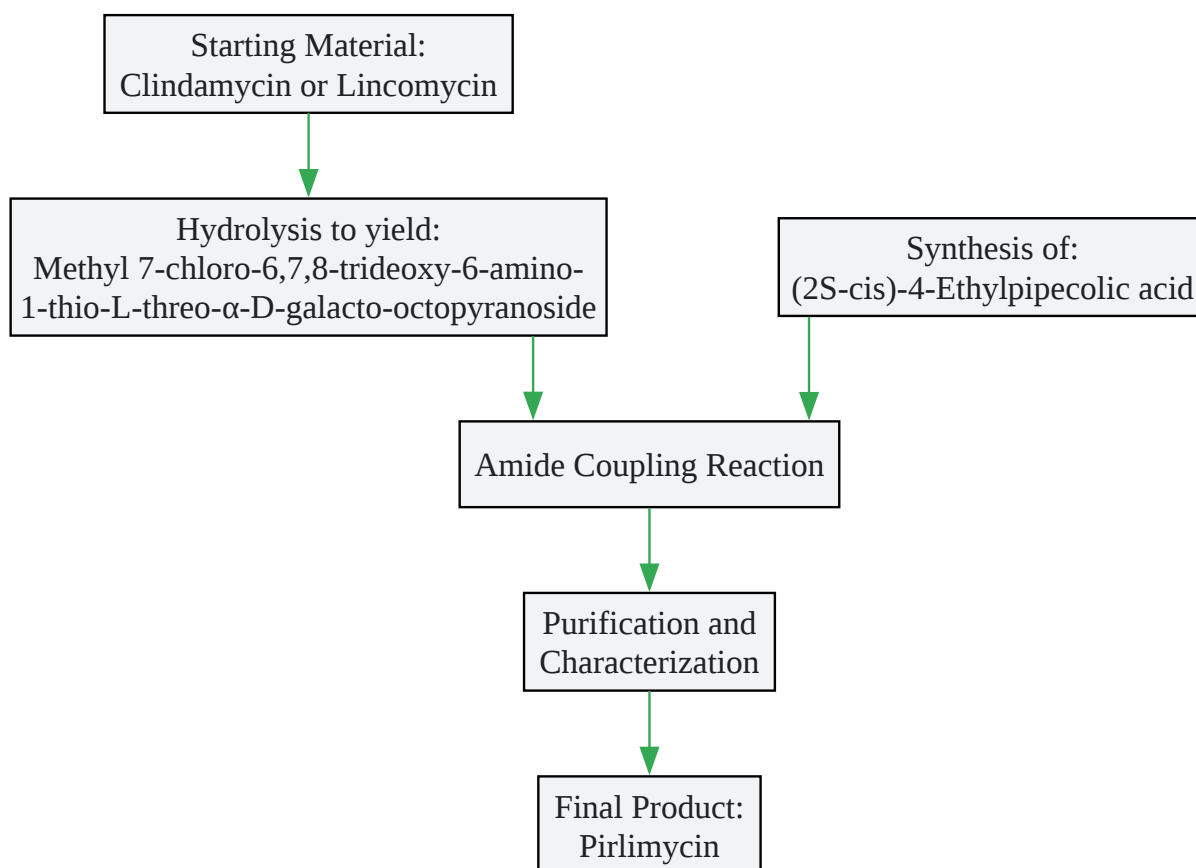 Starting Material:
Clindamycin or Lincomycin
Hydrolysis to yield:
Methyl 7-chloro-6,7,8-trideoxy-6-amino-
1-thio-L-threo-α-D-galacto-octopyranoside
Synthesis of:
(2S-cis)-4-Ethylpipecolic acid
Amide Coupling Reaction
Purification and
Characterization
Final Product:
Pirlimycin